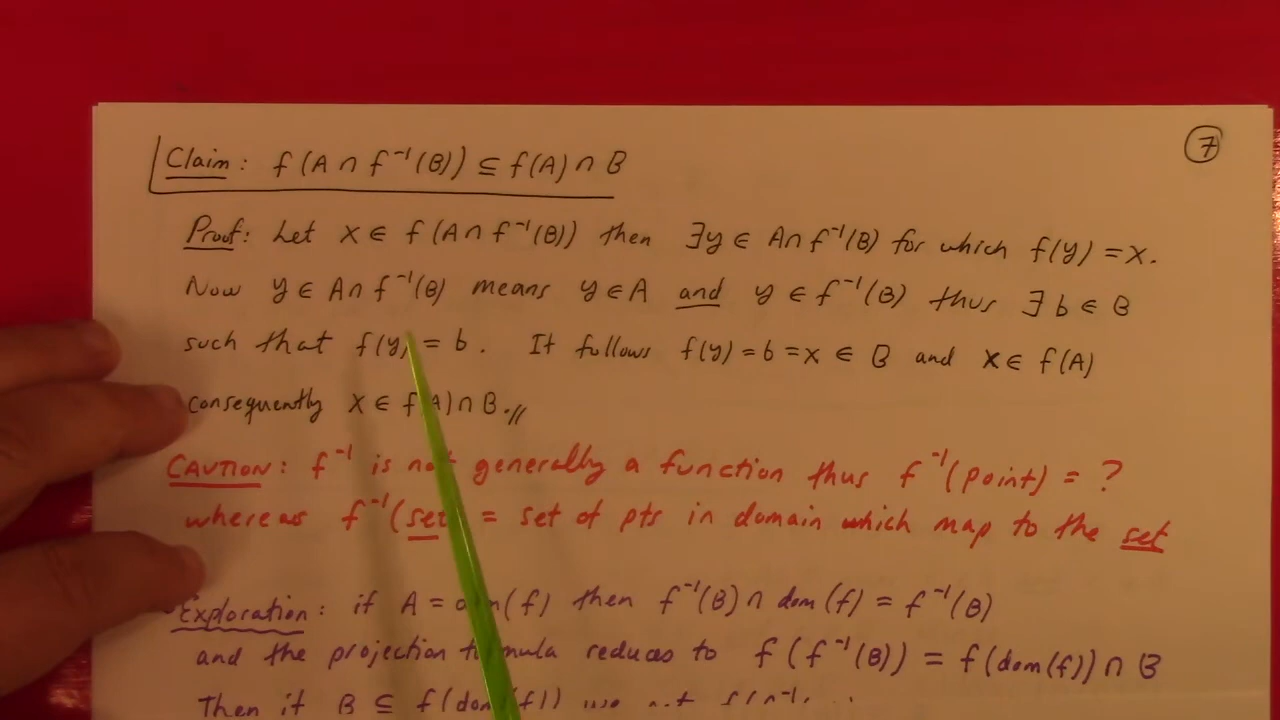 7
Claim: f(A ∩ f⁻¹(B)) ⊆ f(A) ∩ B
Proof: Let x ∈ f(A ∩ f⁻¹(B)) then ∃y ∈ A ∩ f⁻¹(B) for which f(y) = x.
Now y ∈ A ∩ f⁻¹(B) means y ∈ A and y ∈ f⁻¹(B) thus ∃ b ∈ B
such that f(y) = b. It follows f(y) = b = x ∈ B and x ∈ f(A)
consequently x ∈ f(A) ∩ B.//
CAUTION: f⁻¹ is not generally a function thus f⁻¹(point) = ?
whereas f⁻¹(set = set of pts in domain which map to the set
Exploration: if A = dom(f) then f⁻¹(B) ∩ dom(f) = f⁻¹(B)
and the projection formula reduces to f(f⁻¹(B)) = f(dom(f)) ∩ B
Then if B ⊆ f(dom(f))